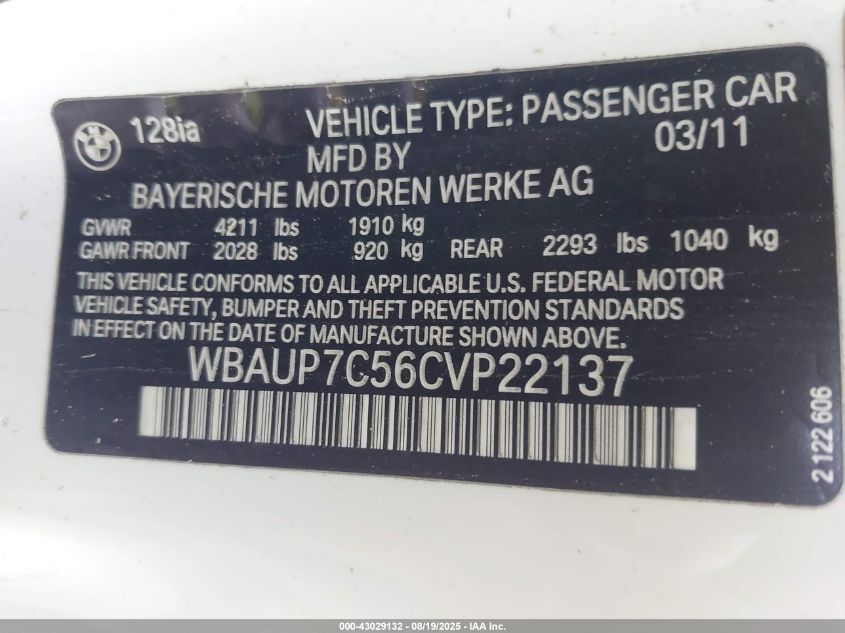 BMW
128ia VEHICLE TYPE: PASSENGER CAR
MFD BY 03/11
BAYERISCHE MOTOREN WERKE AG
GVWR 4211 lbs 1910 kg
GAWR FRONT 2028 lbs 920 kg REAR 2293 lbs 1040 kg
THIS VEHICLE CONFORMS TO ALL APPLICABLE U.S. FEDERAL MOTOR
VEHICLE SAFETY, BUMPER AND THEFT PREVENTION STANDARDS
IN EFFECT ON THE DATE OF MANUFACTURE SHOWN ABOVE.
WBAUP7C56CVP22137
2 122 606
000-43029132 - 08/19/2025 - IAA Inc.